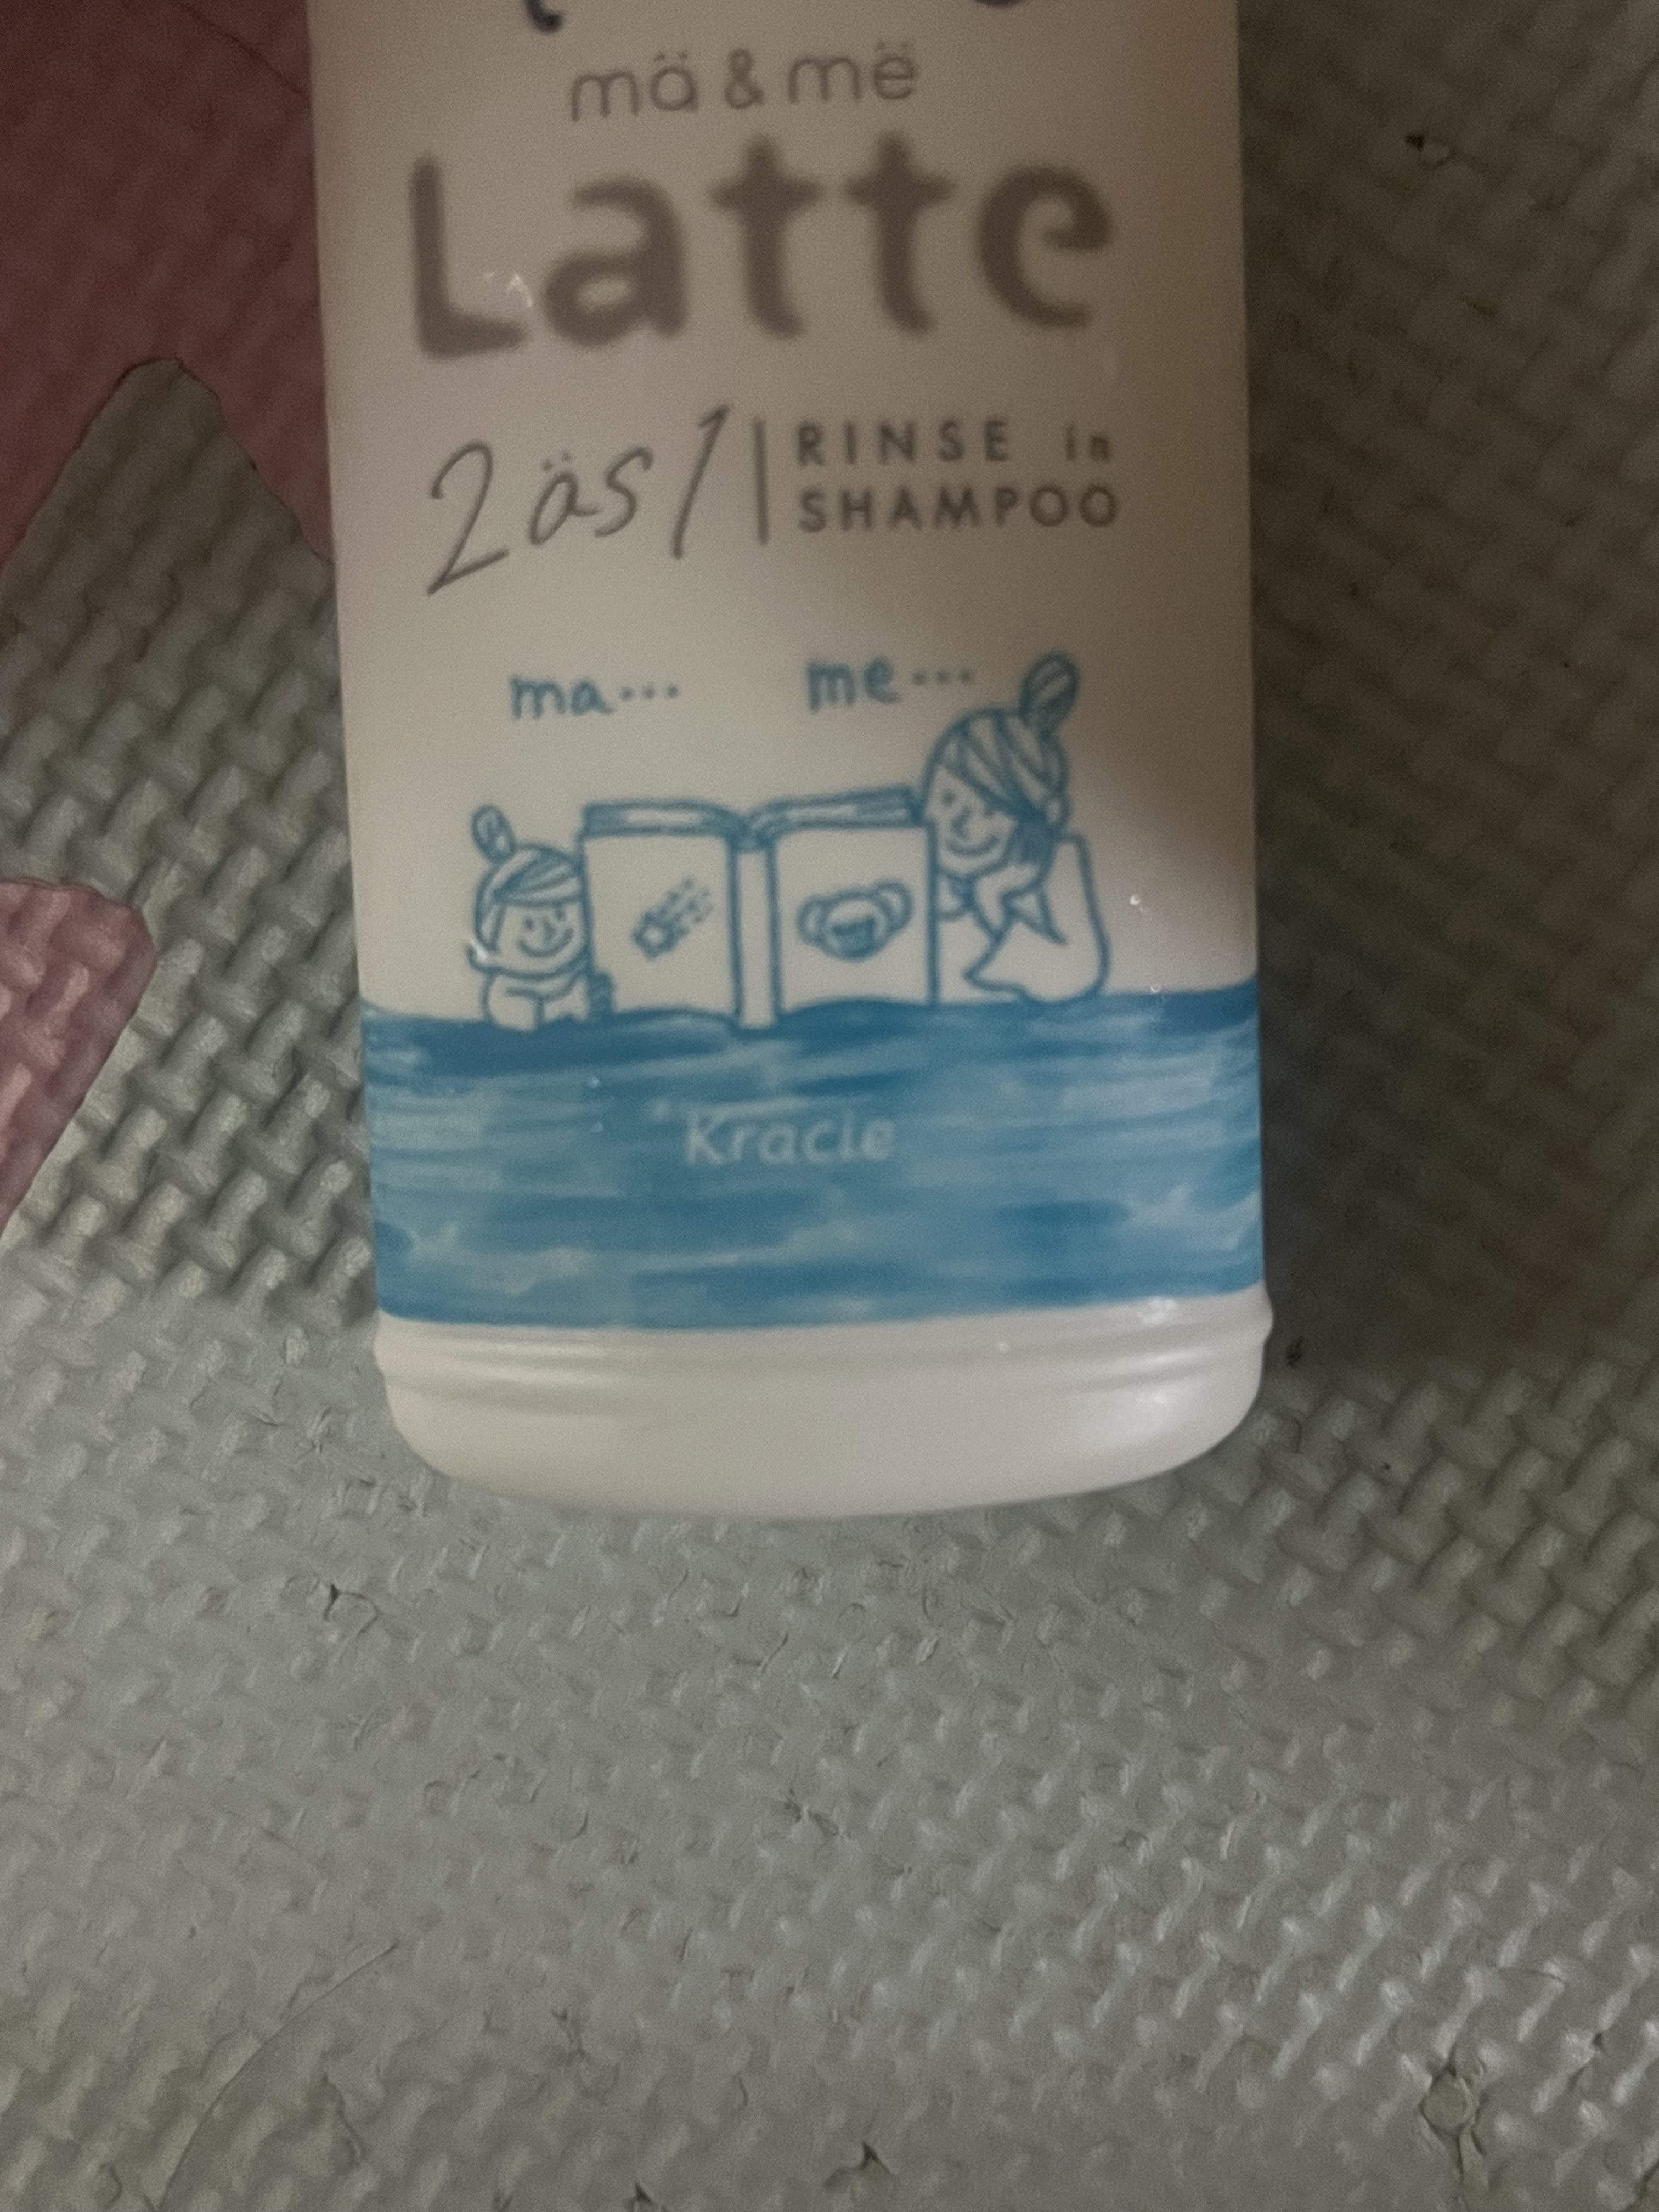 mä & më
Latte
2äs1
RINSE in
SHAMPOO
ma… me…
Kracie